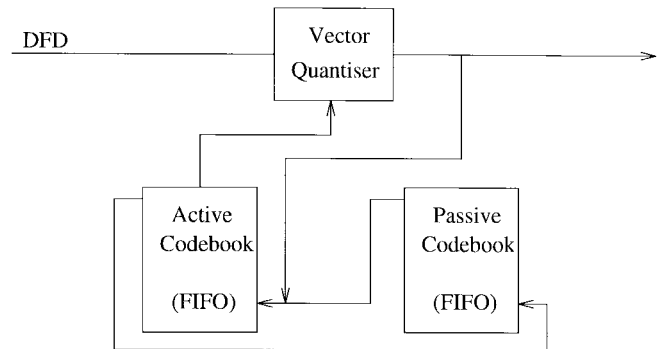 DFD
Vector
Quantiser
Active
Codebook
(FIFO)
Passive
Codebook
(FIFO)